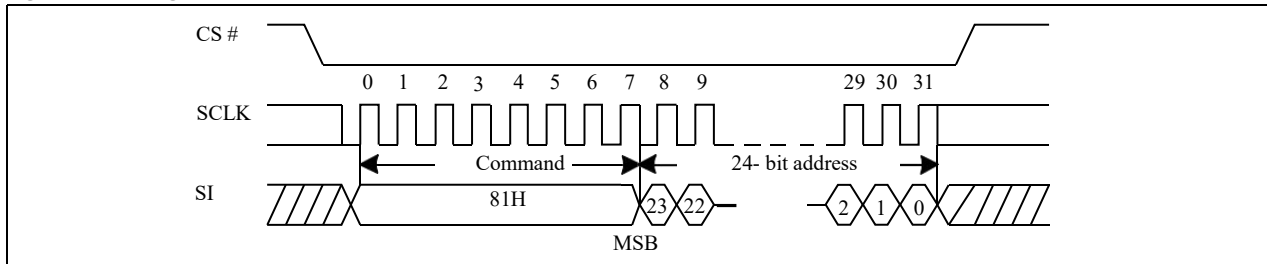 CS #
0 1 2 3 4 5 6 7 8 9 29 30 31
SCLK
Command 24- bit address
SI 81H 23 22 2 1 0
MSB